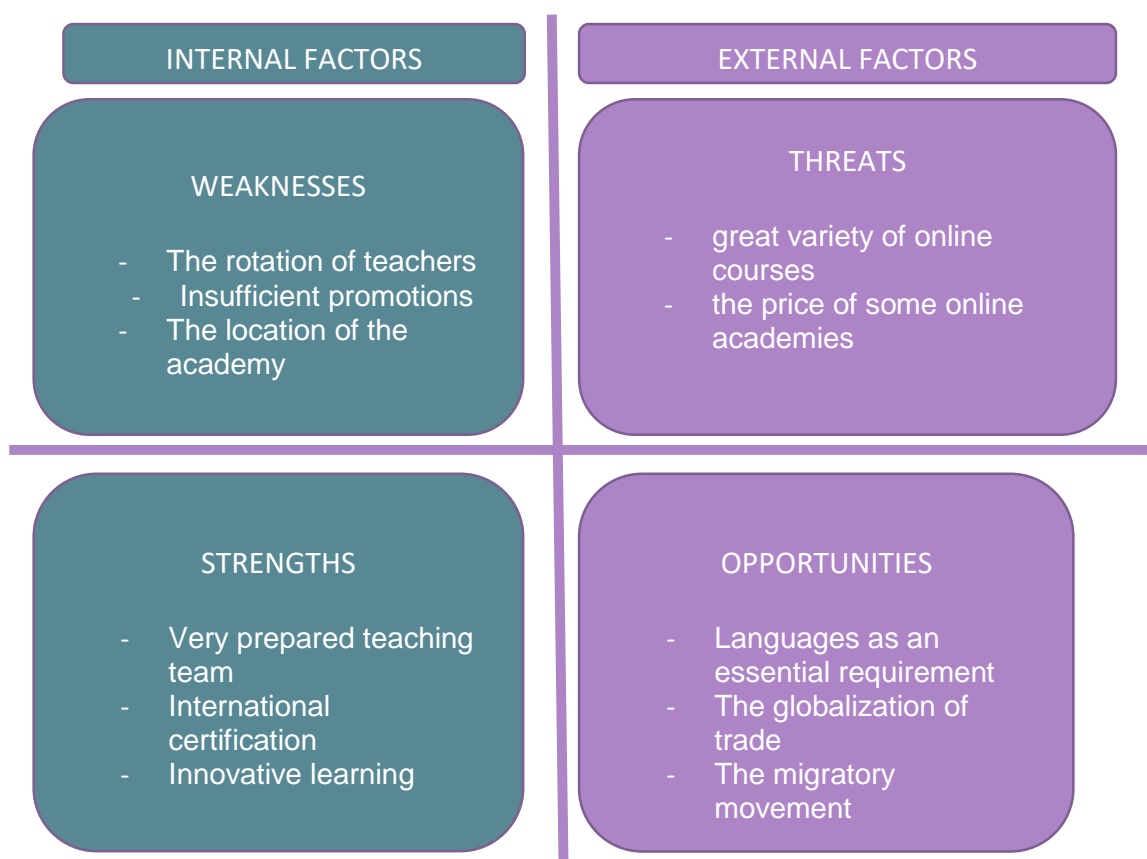 INTERNAL FACTORS
EXTERNAL FACTORS
WEAKNESSES
- The rotation of teachers
- Insufficient promotions
- The location of the
academy
THREATS
- great variety of online
courses
- the price of some online
academies
STRENGTHS
- Very prepared teaching
team
- International
certification
- Innovative learning
OPPORTUNITIES
- Languages as an
essential requirement
- The globalization of
trade
- The migratory
movement